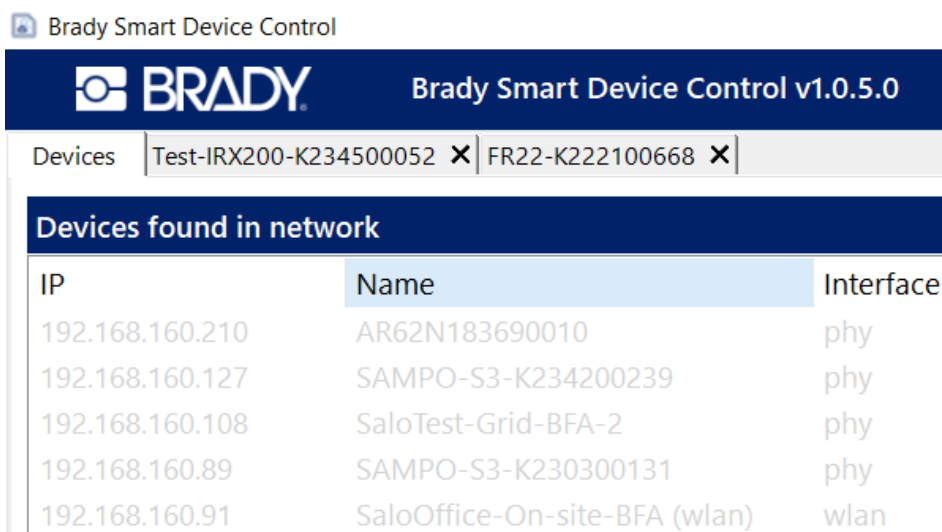 Brady Smart Device Control
BRADY. Brady Smart Device Control v1.0.5.0
Devices Test-IRX200-K234500052 X FR22-K222100668 X
Devices found in network
IP Name Interface
192.168.160.210 AR62N183690010 phy
192.168.160.127 SAMPO-S3-K234200239 phy
192.168.160.108 SaloTest-Grid-BFA-2 phy
192.168.160.89 SAMPO-S3-K230300131 phy
192.168.160.91 SaloOffice-On-site-BFA (wlan) wlan